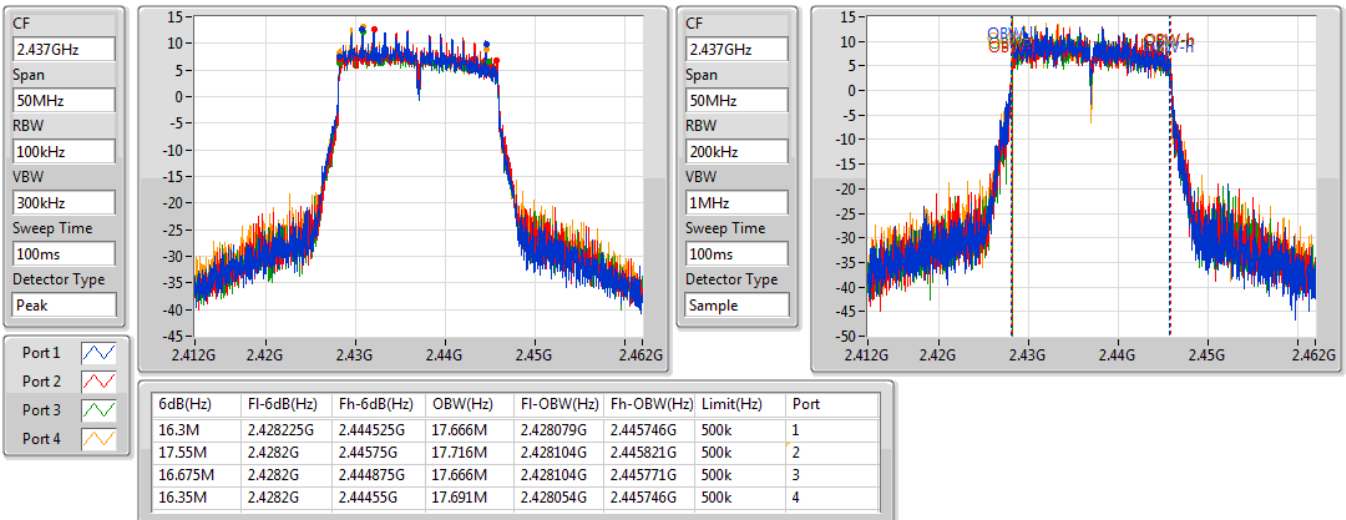 CF
2.437GHz
Span
50MHz
RBW
100kHz
VBW
300kHz
Sweep Time
100ms
Detector Type
Peak
15
10
5
0
-5
-10
-15
-20
-25
-30
-35
-40
-45
2.412G 2.42G 2.43G 2.44G 2.45G 2.462G
CF
2.437GHz
Span
50MHz
RBW
200kHz
VBW
1MHz
Sweep Time
100ms
Detector Type
Sample
15
10
5
0
-5
-10
-15
-20
-25
-30
-35
-40
-45
-50
OBW-h
2.412G 2.42G 2.43G 2.44G 2.45G 2.462G
Port 1
Port 2
Port 3
Port 4
6dB(Hz) Fl-6dB(Hz) Fh-6dB(Hz) OBW(Hz) Fl-OBW(Hz) Fh-OBW(Hz) Limit(Hz) Port
16.3M 2.428225G 2.444525G 17.666M 2.428079G 2.445746G 500k 1
17.55M 2.4282G 2.44575G 17.716M 2.428104G 2.445821G 500k 2
16.675M 2.4282G 2.444875G 17.666M 2.428104G 2.445771G 500k 3
16.35M 2.4282G 2.44455G 17.691M 2.428054G 2.445746G 500k 4